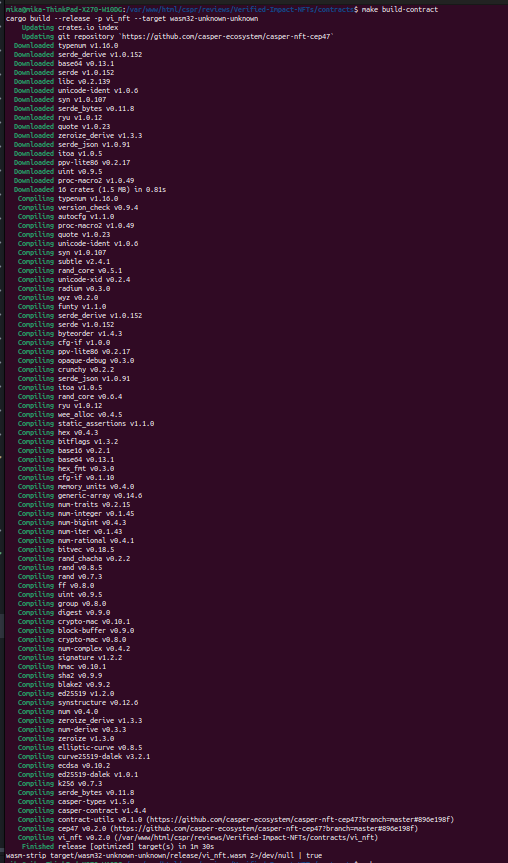 mika@mika-ThinkPad-X270-W10DG:/var/www/html/cspr/reviews/Verified-Impact-NFTs/contracts$ make build-contract
cargo build --release -p vi_nft --target wasm32-unknown-unknown
Updating crates.io index
Updating git repository `https://github.com/casper-ecosystem/casper-nft-cep47`
Downloaded typenum v1.16.0
Downloaded serde_derive v1.0.152
Downloaded base64 v0.13.1
Downloaded serde v1.0.152
Downloaded libc v0.2.139
Downloaded unicode-ident v1.0.6
Downloaded syn v1.0.107
Downloaded serde_bytes v0.11.8
Downloaded ryu v1.0.12
Downloaded quote v1.0.23
Downloaded zeroize_derive v1.3.3
Downloaded serde_json v1.0.91
Downloaded itoa v1.0.5
Downloaded ppv-lite86 v0.2.17
Downloaded uint v0.9.5
Downloaded proc-macro2 v1.0.49
Downloaded 16 crates (1.5 MB) in 0.81s
Compiling typenum v1.16.0
Compiling version_check v0.9.4
Compiling autocfg v1.1.0
Compiling proc-macro2 v1.0.49
Compiling quote v1.0.23
Compiling unicode-ident v1.0.6
Compiling syn v1.0.107
Compiling subtle v2.4.1
Compiling rand_core v0.5.1
Compiling unicode-xid v0.2.4
Compiling radium v0.3.0
Compiling wyz v0.2.0
Compiling funty v1.1.0
Compiling serde_derive v1.0.152
Compiling serde v1.0.152
Compiling byteorder v1.4.3
Compiling cfg-if v1.0.0
Compiling ppv-lite86 v0.2.17
Compiling opaque-debug v0.3.0
Compiling crunchy v0.2.2
Compiling serde_json v1.0.91
Compiling itoa v1.0.5
Compiling rand_core v0.6.4
Compiling ryu v1.0.12
Compiling wee_alloc v0.4.5
Compiling static_assertions v1.1.0
Compiling hex v0.4.3
Compiling bitflags v1.3.2
Compiling base16 v0.2.1
Compiling base64 v0.13.1
Compiling hex_fmt v0.3.0
Compiling cfg-if v0.1.10
Compiling memory_units v0.4.0
Compiling generic-array v0.14.6
Compiling num-traits v0.2.15
Compiling num-integer v0.1.45
Compiling num-bigint v0.4.3
Compiling num-iter v0.1.43
Compiling num-rational v0.4.1
Compiling bitvec v0.18.5
Compiling rand_chacha v0.2.2
Compiling rand v0.8.5
Compiling rand v0.7.3
Compiling ff v0.8.0
Compiling uint v0.9.5
Compiling group v0.8.0
Compiling digest v0.9.0
Compiling crypto-mac v0.10.1
Compiling block-buffer v0.9.0
Compiling crypto-mac v0.8.0
Compiling num-complex v0.4.2
Compiling signature v1.2.2
Compiling hmac v0.10.1
Compiling sha2 v0.9.9
Compiling blake2 v0.9.2
Compiling ed25519 v1.2.0
Compiling synstructure v0.12.6
Compiling num v0.4.0
Compiling zeroize_derive v1.3.3
Compiling num-derive v0.3.3
Compiling zeroize v1.3.0
Compiling elliptic-curve v0.8.5
Compiling curve25519-dalek v3.2.1
Compiling ecdsa v0.10.2
Compiling ed25519-dalek v1.0.1
Compiling k256 v0.7.3
Compiling serde_bytes v0.11.8
Compiling casper-types v1.5.0
Compiling casper-contract v1.4.4
Compiling contract-utils v0.1.0 (https://github.com/casper-ecosystem/casper-nft-cep47?branch=master#896e198f)
Compiling cep47 v0.2.0 (https://github.com/casper-ecosystem/casper-nft-cep47?branch=master#896e198f)
Compiling vi_nft v0.2.0 (/var/www/html/cspr/reviews/Verified-Impact-NFTs/contracts/vi_nft)
Finished release [optimized] target(s) in 1m 30s
wasm-strip target/wasm32-unknown-unknown/release/vi_nft.wasm 2>/dev/null | true